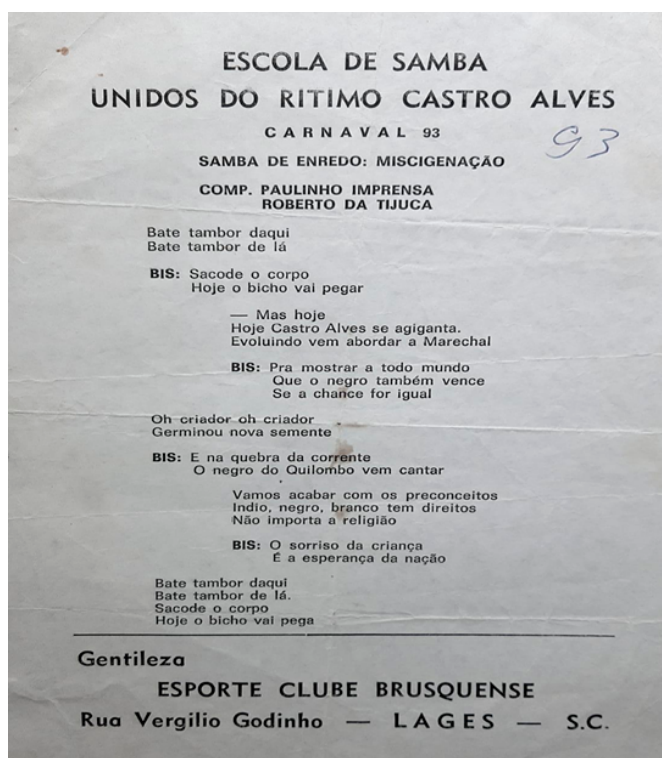 ESCOLA DE SAMBA
UNIDOS DO RITIMO CASTRO ALVES
CARNAVAL 93
93
SAMBA DE ENREDO: MISCIGENAÇÃO
COMP. PAULINHO IMPRENSA
ROBERTO DA TIJUCA
Bate tambor daqui
Bate tambor de lá
BIS: Sacode o corpo
Hoje o bicho vai pegar
— Mas hoje
Hoje Castro Alves se agiganta.
Evoluindo vem abordar a Marechal
BIS: Pra mostrar a todo mundo
Que o negro também vence
Se a chance for igual
Oh criador oh criador
Germinou nova semente
BIS: E na quebra da corrente
O negro do Quilombo vem cantar
Vamos acabar com os preconceitos
Indio, negro, branco tem direitos
Não importa a religião
BIS: O sorriso da criança
É a esperança da nação
Bate tambor daqui
Bate tambor de lá.
Sacode o corpo
Hoje o bicho vai pega
Gentileza
ESPORTE CLUBE BRUSQUENSE
Rua Vergilio Godinho — LAGES — S.C.